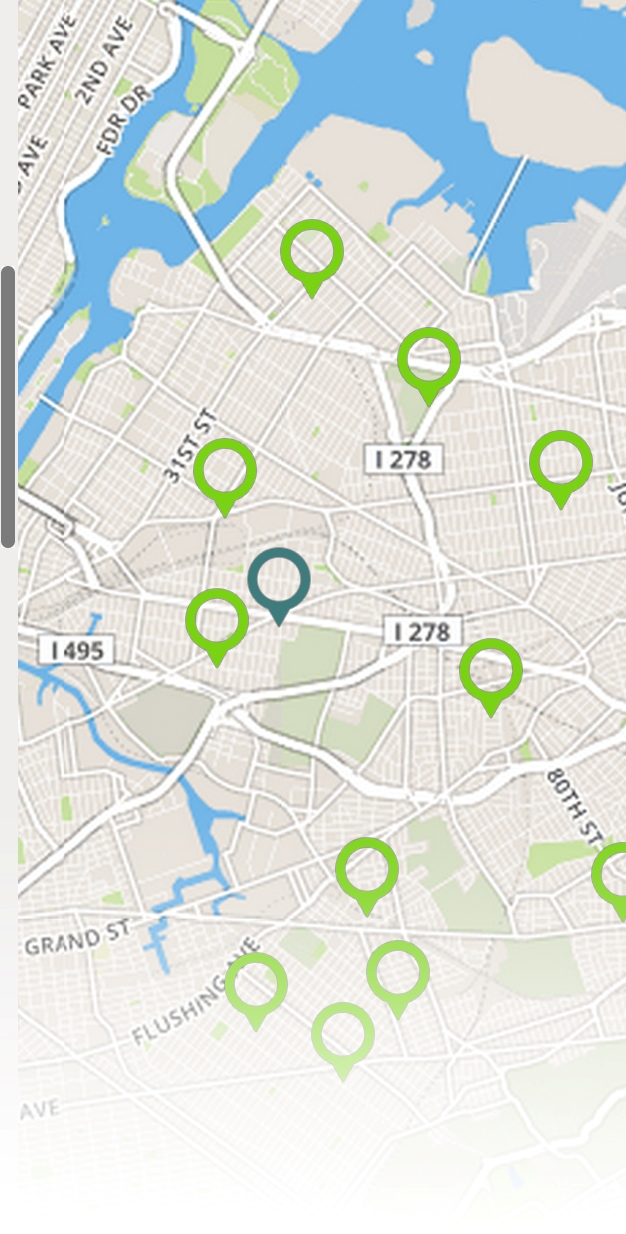 PARK AVE
2ND AVE
FDR DR
AVE
31ST ST
I 278
I 278
I 495
80TH ST
GRAND ST
FLUSHING AVE
AVE